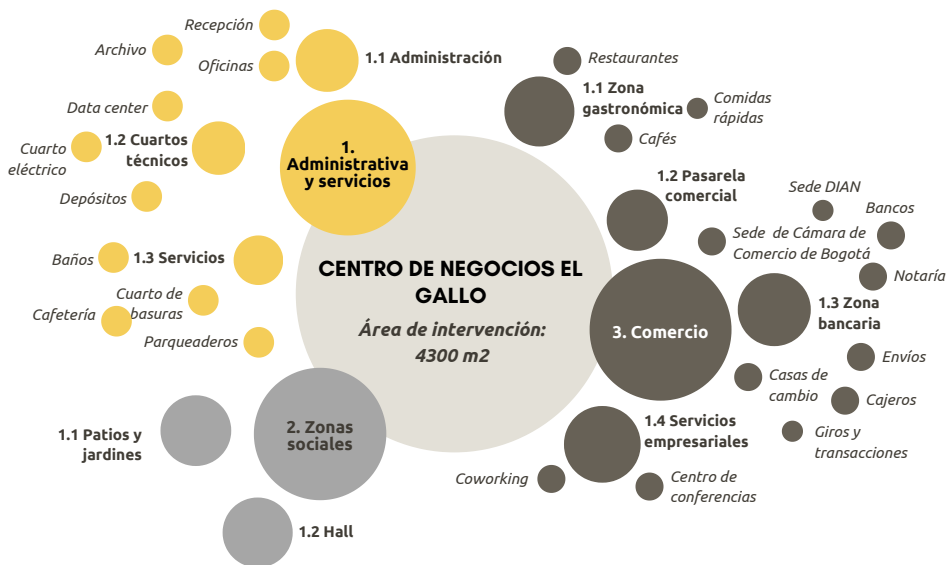 CENTRO DE NEGOCIOS EL
GALLO
Área de intervención:
4300 m2
1.
Administrativa
y servicios
1.1 Administración
Recepción
Oficinas
Archivo
1.2 Cuartos
técnicos
Data center
Cuarto
eléctrico
Depósitos
1.3 Servicios
Baños
Cuarto de
basuras
Cafetería
Parqueaderos
2. Zonas
sociales
1.1 Patios y
jardines
1.2 Hall
3. Comercio
1.1 Zona
gastronómica
Restaurantes
Comidas
rápidas
Cafés
1.2 Pasarela
comercial
Sede DIAN
Bancos
Sede de Cámara de
Comercio de Bogotá
Notaría
1.3 Zona
bancaria
Envíos
Casas de
cambio
Cajeros
Giros y
transacciones
1.4 Servicios
empresariales
Coworking
Centro de
conferencias